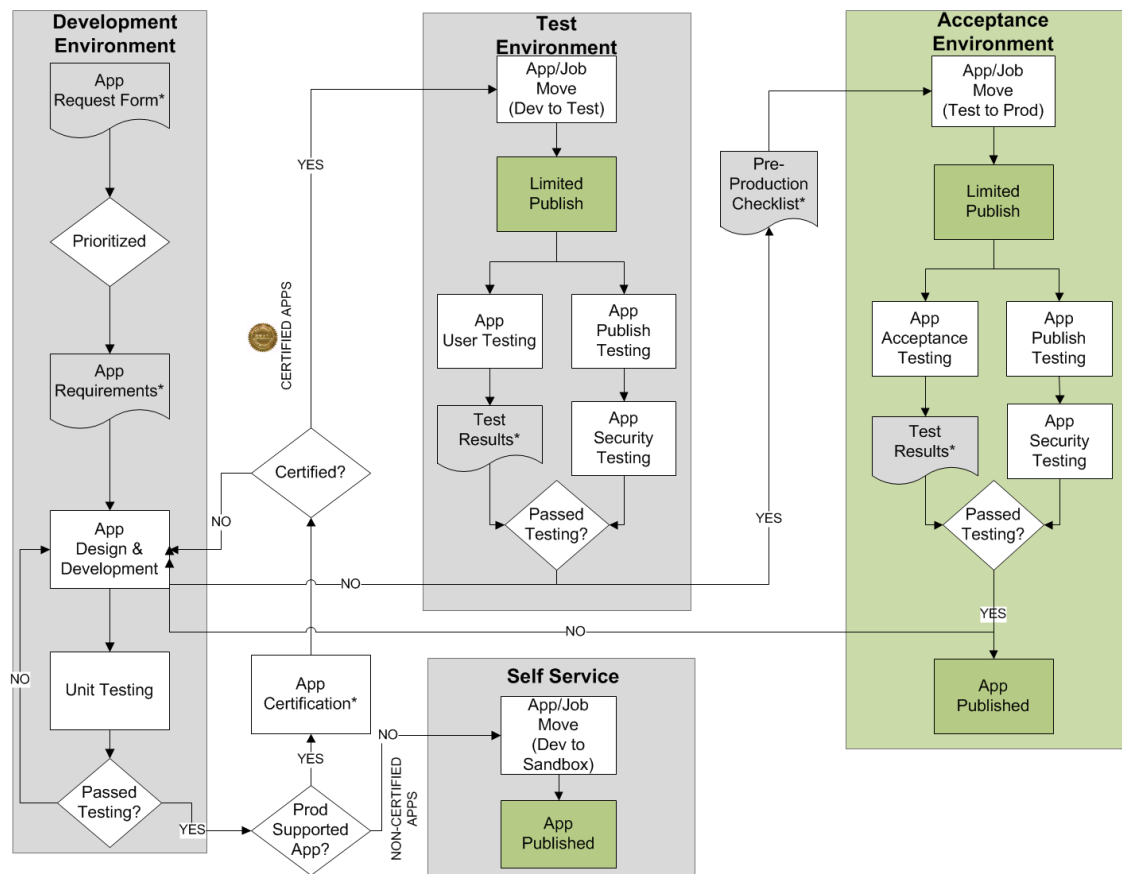 Development
Environment
App
Request Form*
Prioritized
App
Requirements*
App
Design &
Development
NO
Unit Testing
NO
Passed
Testing?
YES
Prod
Supported
App?
YES
App
Certification*
Certified?
YES
CERTIFIED APPS
NO
NON-CERTIFIED
APPS
Test
Environment
App/Job
Move
(Dev to Test)
Limited
Publish
App
User Testing
App
Publish
Testing
Test
Results*
App
Security
Testing
Passed
Testing?
NO
YES
Pre-
Production
Checklist*
Self Service
App/Job
Move
(Dev to
Sandbox)
App
Published
Acceptance
Environment
App/Job
Move
(Test to Prod)
Limited
Publish
App
Acceptance
Testing
App
Publish
Testing
Test
Results*
App
Security
Testing
Passed
Testing?
YES
NO
App
Published